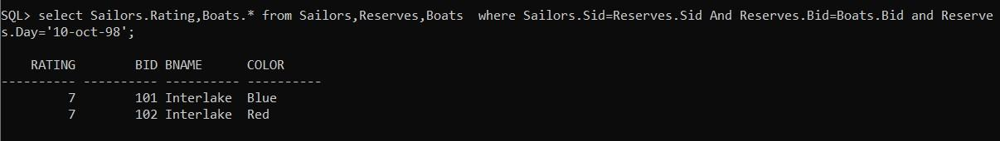 SQL> select Sailors.Rating,Boats.* from Sailors,Reserves,Boats  where Sailors.Sid=Reserves.Sid And Reserves.Bid=Boats.Bid and Reserve
s.Day='10-oct-98';
    RATING        BID BNAME      COLOR
---------- ---------- ---------- ----------
         7        101 Interlake  Blue
         7        102 Interlake  Red